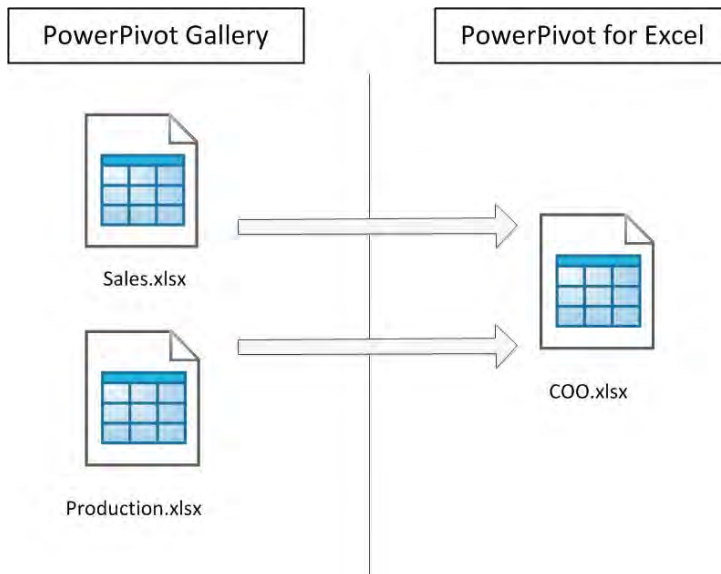 PowerPivot Gallery
PowerPivot for Excel
Sales.xlsx
COO.xlsx
Production.xlsx